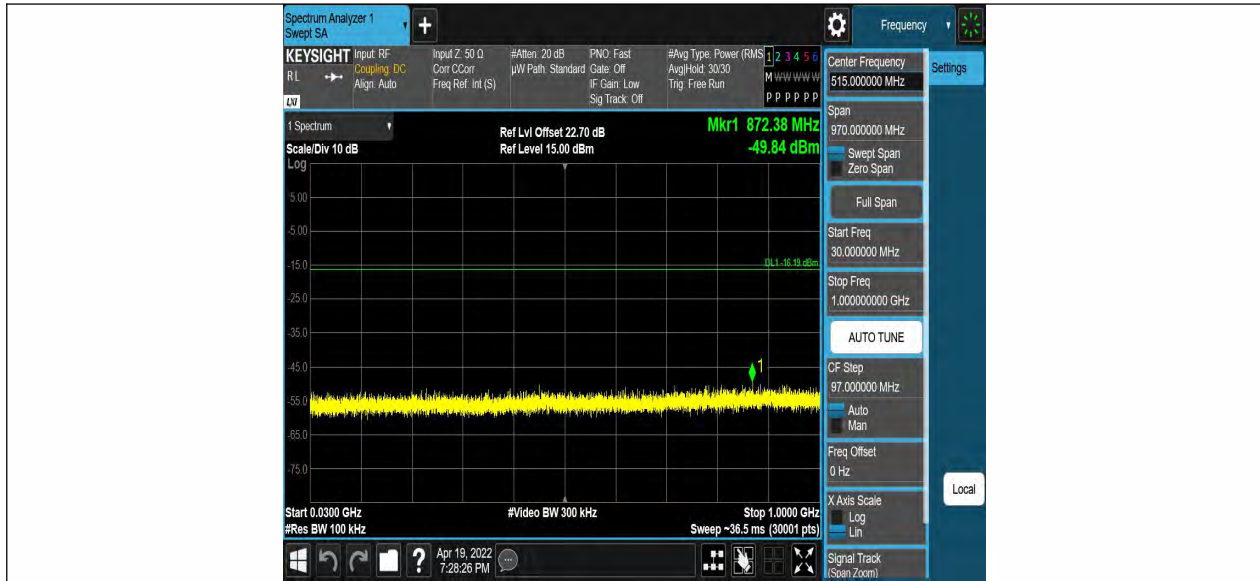 Spectrum Analyzer 1
Swept SA
+
Frequency
KEYSIGHT
RL
LXI
Input: RF
Coupling: DC
Align: Auto
Input Z: 50 Ω
Corr CCorr
Freq Ref: Int (S)
#Atten: 20 dB
µW Path: Standard
PNO: Fast
Gate: Off
IF Gain: Low
Sig Track: Off
#Avg Type: Power (RMS
Avg|Hold: 30/30
Trig: Free Run
1 2 3 4 5 6
M W W W W W
P P P P P P
1 Spectrum
Scale/Div 10 dB
Log
Ref Lvl Offset 22.70 dB
Ref Level 15.00 dBm
Mkr1 872.38 MHz
-49.84 dBm
5.00
-5.00
-15.0
DL1 -16.19 dBm
-25.0
-35.0
-45.0
1
-55.0
-65.0
-75.0
Start 0.0300 GHz
#Res BW 100 kHz
#Video BW 300 kHz
Stop 1.0000 GHz
Sweep ~36.5 ms (30001 pts)
?
Apr 19, 2022
7:28:26 PM
Center Frequency
515.000000 MHz
Settings
Span
970.000000 MHz
Swept Span
Zero Span
Full Span
Start Freq
30.000000 MHz
Stop Freq
1.000000000 GHz
AUTO TUNE
CF Step
97.000000 MHz
Auto
Man
Freq Offset
0 Hz
X Axis Scale
Log
Lin
Local
Signal Track
(Span Zoom)